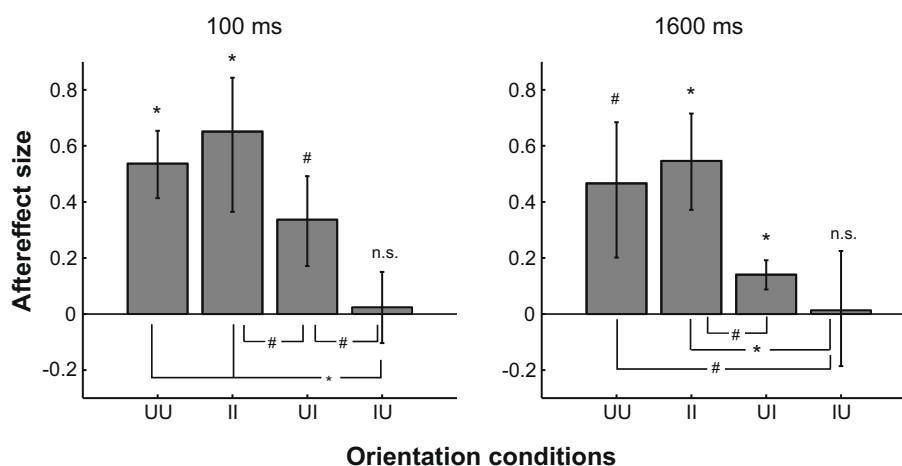 100 ms
1600 ms
Aftereffect size
0.8
0.6
0.4
0.2
0
-0.2
*
*
#
n.s.
#
#
*
UU
II
UI
IU
0.8
0.6
0.4
0.2
0
-0.2
#
*
*
n.s.
#
*
#
UU
II
UI
IU
Orientation conditions